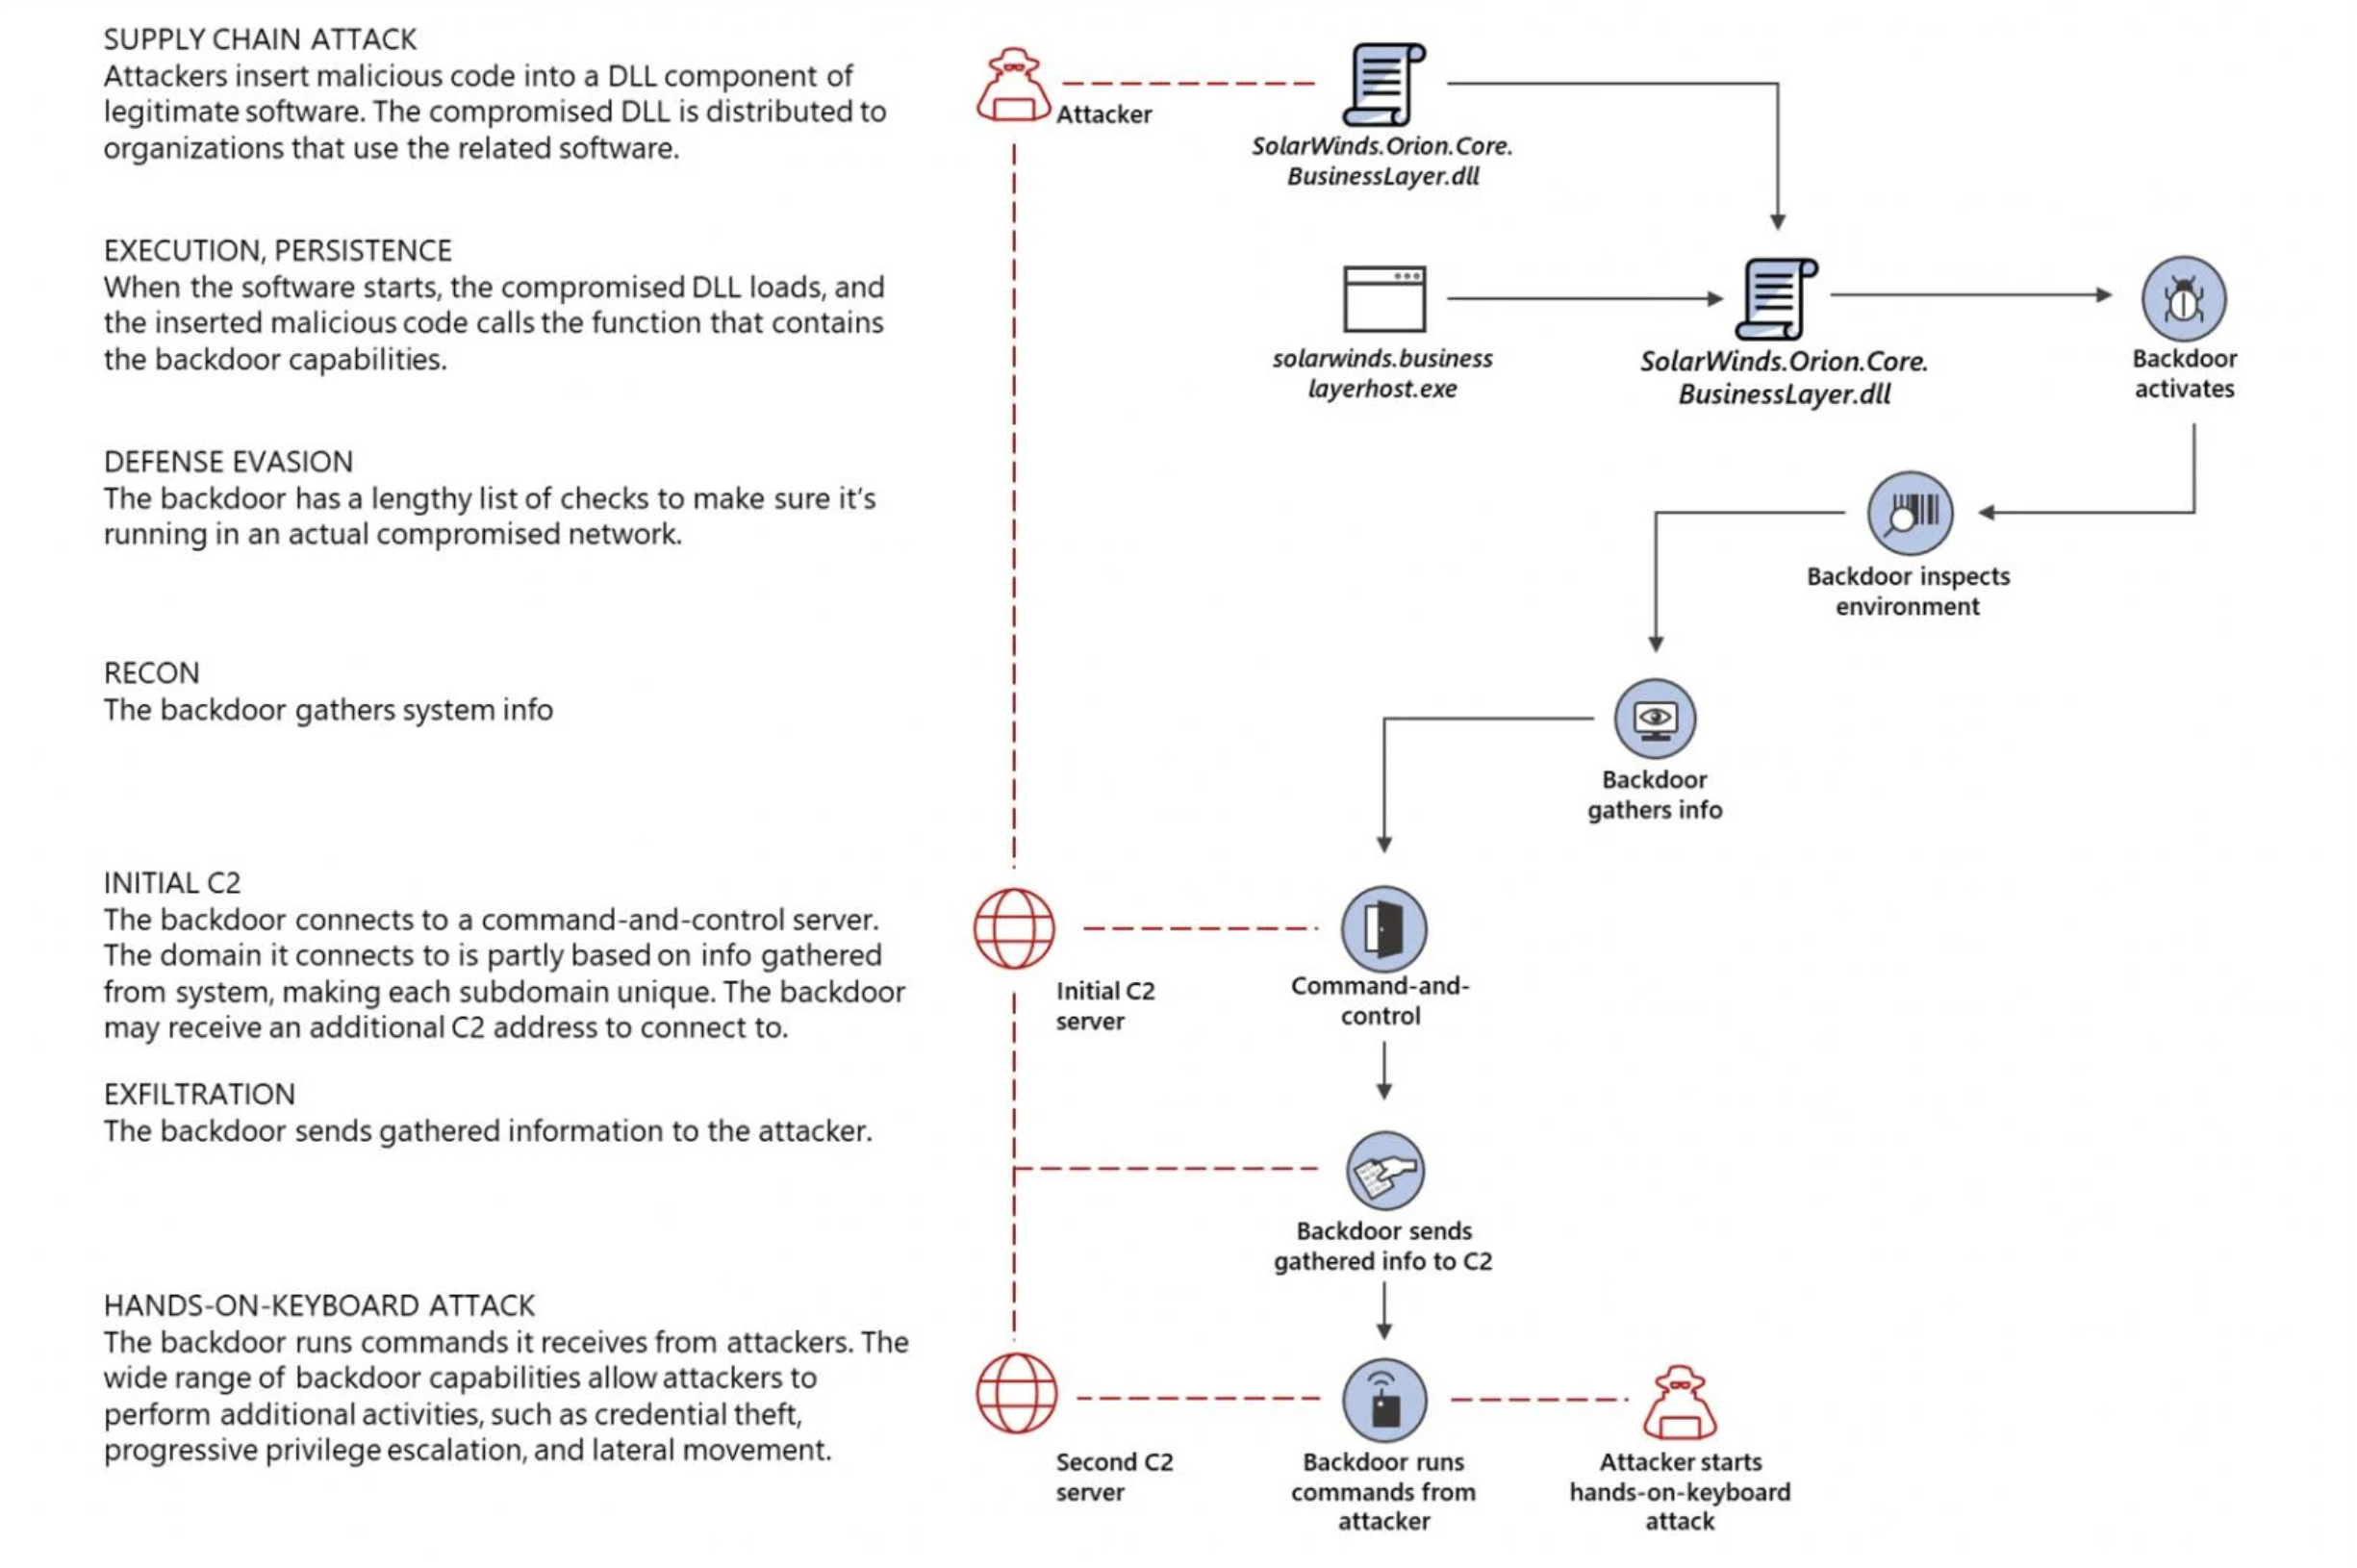 SUPPLY CHAIN ATTACK
Attackers insert malicious code into a DLL component of
legitimate software. The compromised DLL is distributed to
organizations that use the related software.
Attacker
SolarWinds.Orion.Core.
BusinessLayer.dll
EXECUTION, PERSISTENCE
When the software starts, the compromised DLL loads, and
the inserted malicious code calls the function that contains
the backdoor capabilities.
solarwinds.business
layerhost.exe
SolarWinds.Orion.Core.
BusinessLayer.dll
Backdoor
activates
DEFENSE EVASION
The backdoor has a lengthy list of checks to make sure it's
running in an actual compromised network.
Backdoor inspects
environment
RECON
The backdoor gathers system info
Backdoor
gathers info
INITIAL C2
The backdoor connects to a command-and-control server.
The domain it connects to is partly based on info gathered
from system, making each subdomain unique. The backdoor
may receive an additional C2 address to connect to.
Initial C2
server
Command-and-
control
EXFILTRATION
The backdoor sends gathered information to the attacker.
Backdoor sends
gathered info to C2
HANDS-ON-KEYBOARD ATTACK
The backdoor runs commands it receives from attackers. The
wide range of backdoor capabilities allow attackers to
perform additional activities, such as credential theft,
progressive privilege escalation, and lateral movement.
Second C2
server
Backdoor runs
commands from
attacker
Attacker starts
hands-on-keyboard
attack